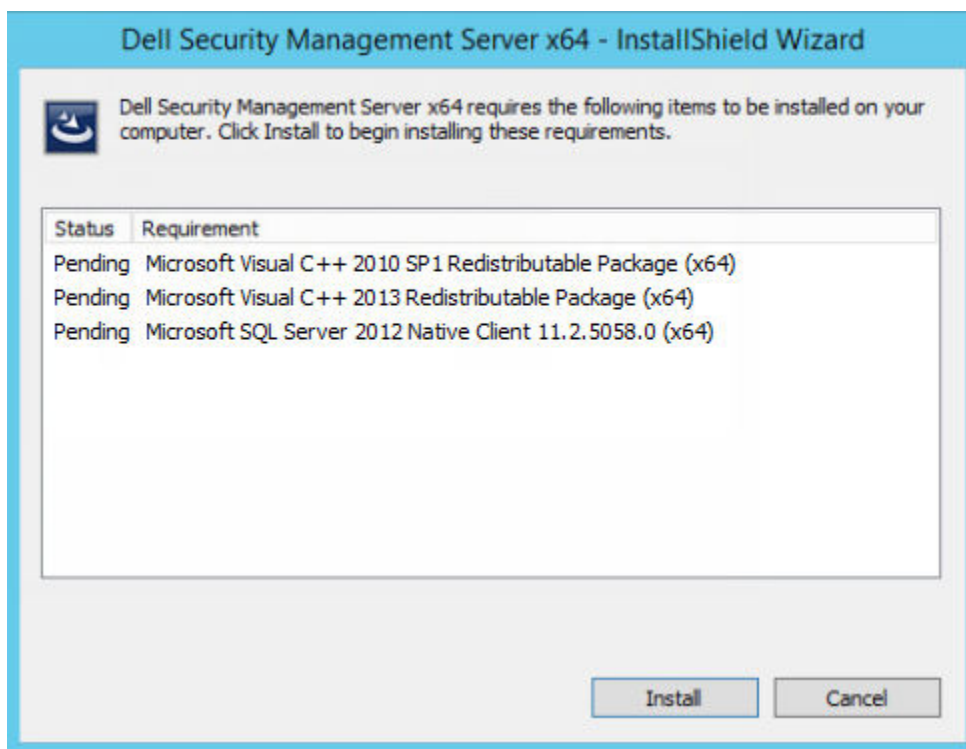 Dell Security Management Server x64 - InstallShield Wizard
Dell Security Management Server x64 requires the following items to be installed on your
computer. Click Install to begin installing these requirements.
Status Requirement
Pending Microsoft Visual C++ 2010 SP1 Redistributable Package (x64)
Pending Microsoft Visual C++ 2013 Redistributable Package (x64)
Pending Microsoft SQL Server 2012 Native Client 11.2.5058.0 (x64)
Install Cancel